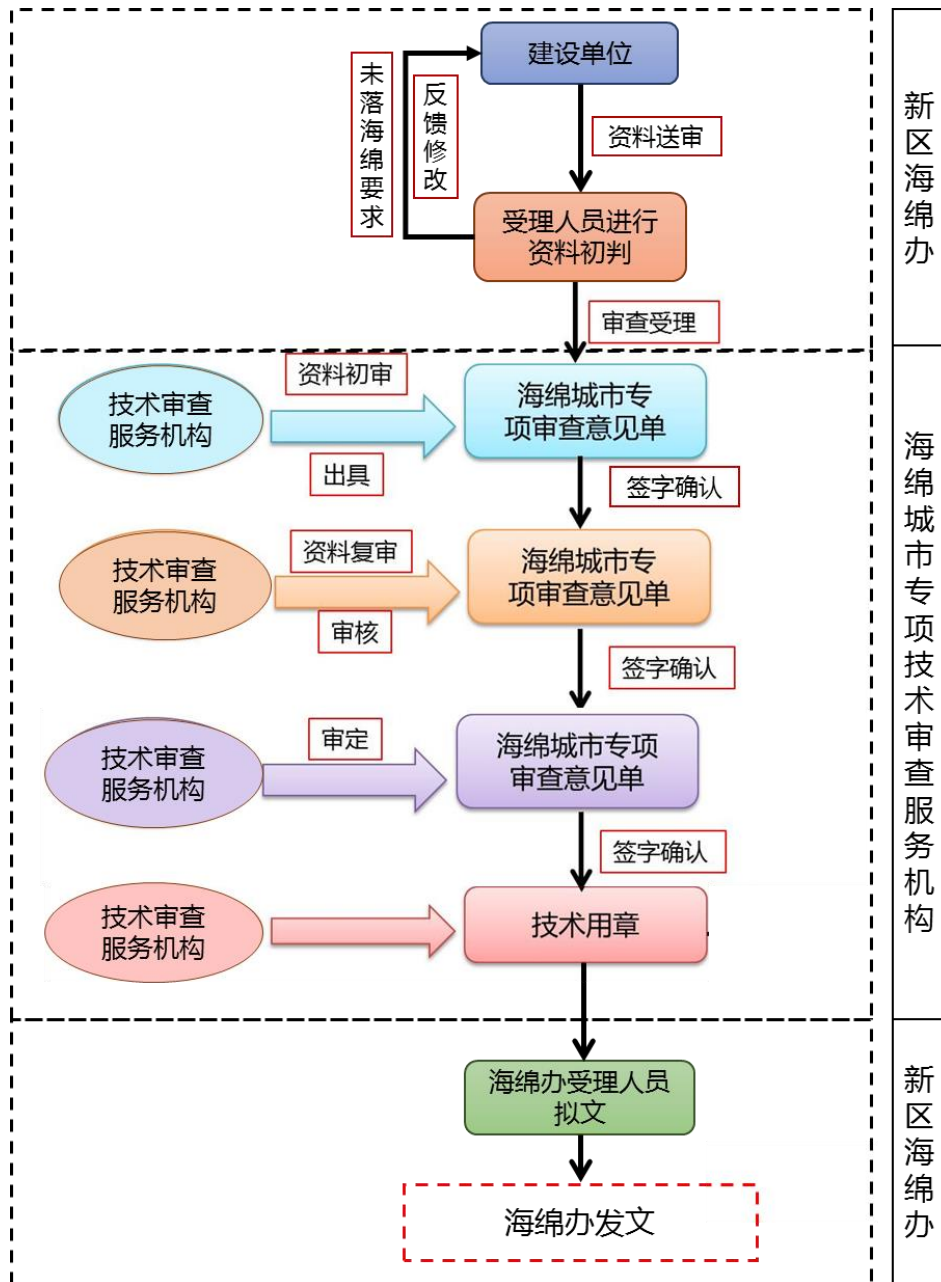 建设单位
未落海绵要求
反馈修改
资料送审
受理人员进行
资料初判
审查受理
新区海绵办
技术审查
服务机构
资料初审
出具
海绵城市专
项审查意见单
签字确认
技术审查
服务机构
资料复审
审核
海绵城市专
项审查意见单
签字确认
技术审查
服务机构
审定
海绵城市专项
审查意见单
签字确认
技术审查
服务机构
技术用章
海绵城市专项技术审查服务机构
海绵办受理人员
拟文
海绵办发文
新区海绵办